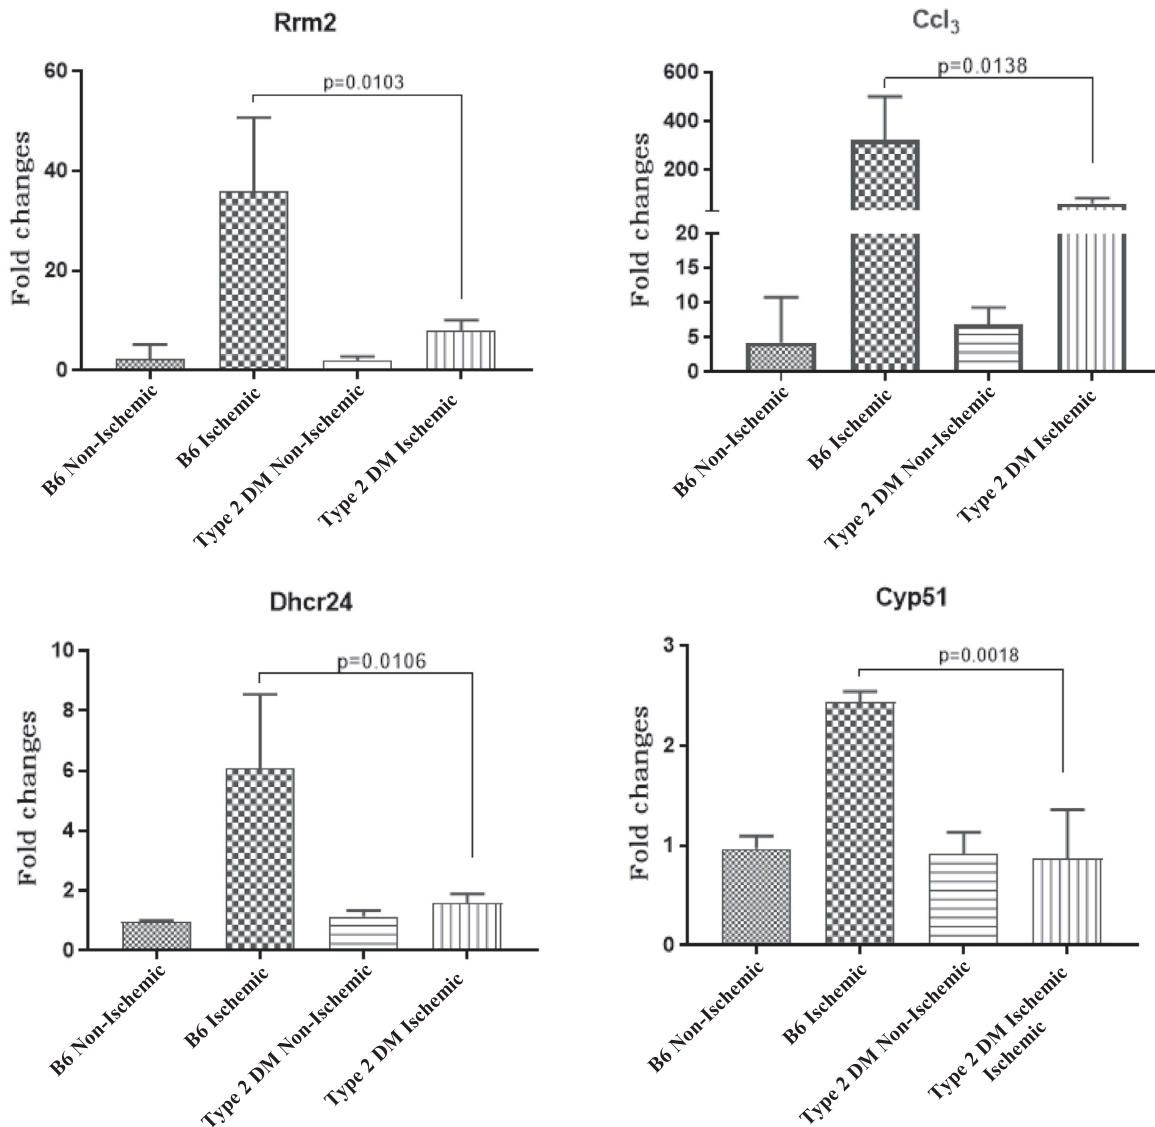 Rrm2
60
40
20
0
Fold changes
p=0.0103
B6 Non-Ischemic
B6 Ischemic
Type 2 DM Non-Ischemic
Type 2 DM Ischemic
Ccl3
600
400
200
20
15
10
5
0
Fold changes
p=0.0138
B6 Non-Ischemic
B6 Ischemic
Type 2 DM Non-Ischemic
Type 2 DM Ischemic
Dhcr24
10
8
6
4
2
0
Fold changes
p=0.0106
B6 Non-Ischemic
B6 Ischemic
Type 2 DM Non-Ischemic
Type 2 DM Ischemic
Cyp51
3
2
1
0
Fold changes
p=0.0018
B6 Non-Ischemic
B6 Ischemic
Type 2 DM Non-Ischemic
Type 2 DM Ischemic
Ischemic